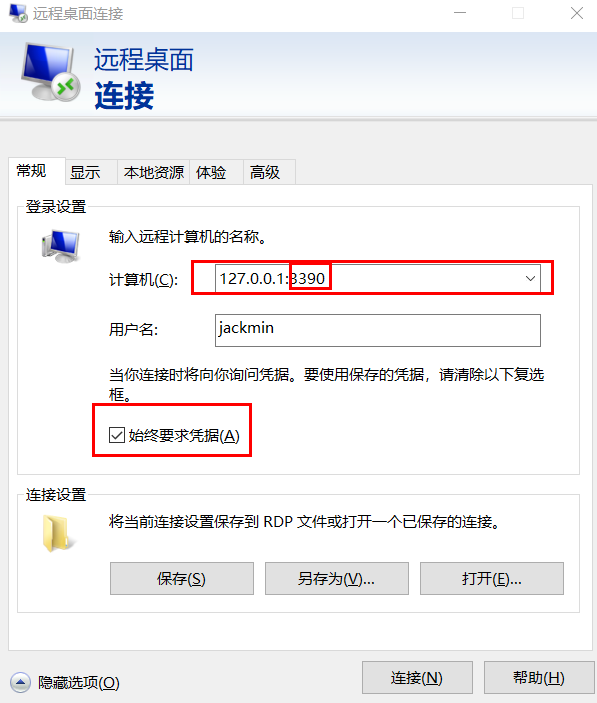 远程桌面连接
远程桌面
连接
常规 显示 本地资源 体验 高级
登录设置
输入远程计算机的名称。
计算机(C): 127.0.0.1:3390
用户名: jackmin
当你连接时将向你询问凭据。要使用保存的凭据，请清除以下复选
框。
始终要求凭据(A)
连接设置
将当前连接设置保存到 RDP 文件或打开一个已保存的连接。
保存(S) 另存为(V)... 打开(E)...
隐藏选项(O) 连接(N) 帮助(H)